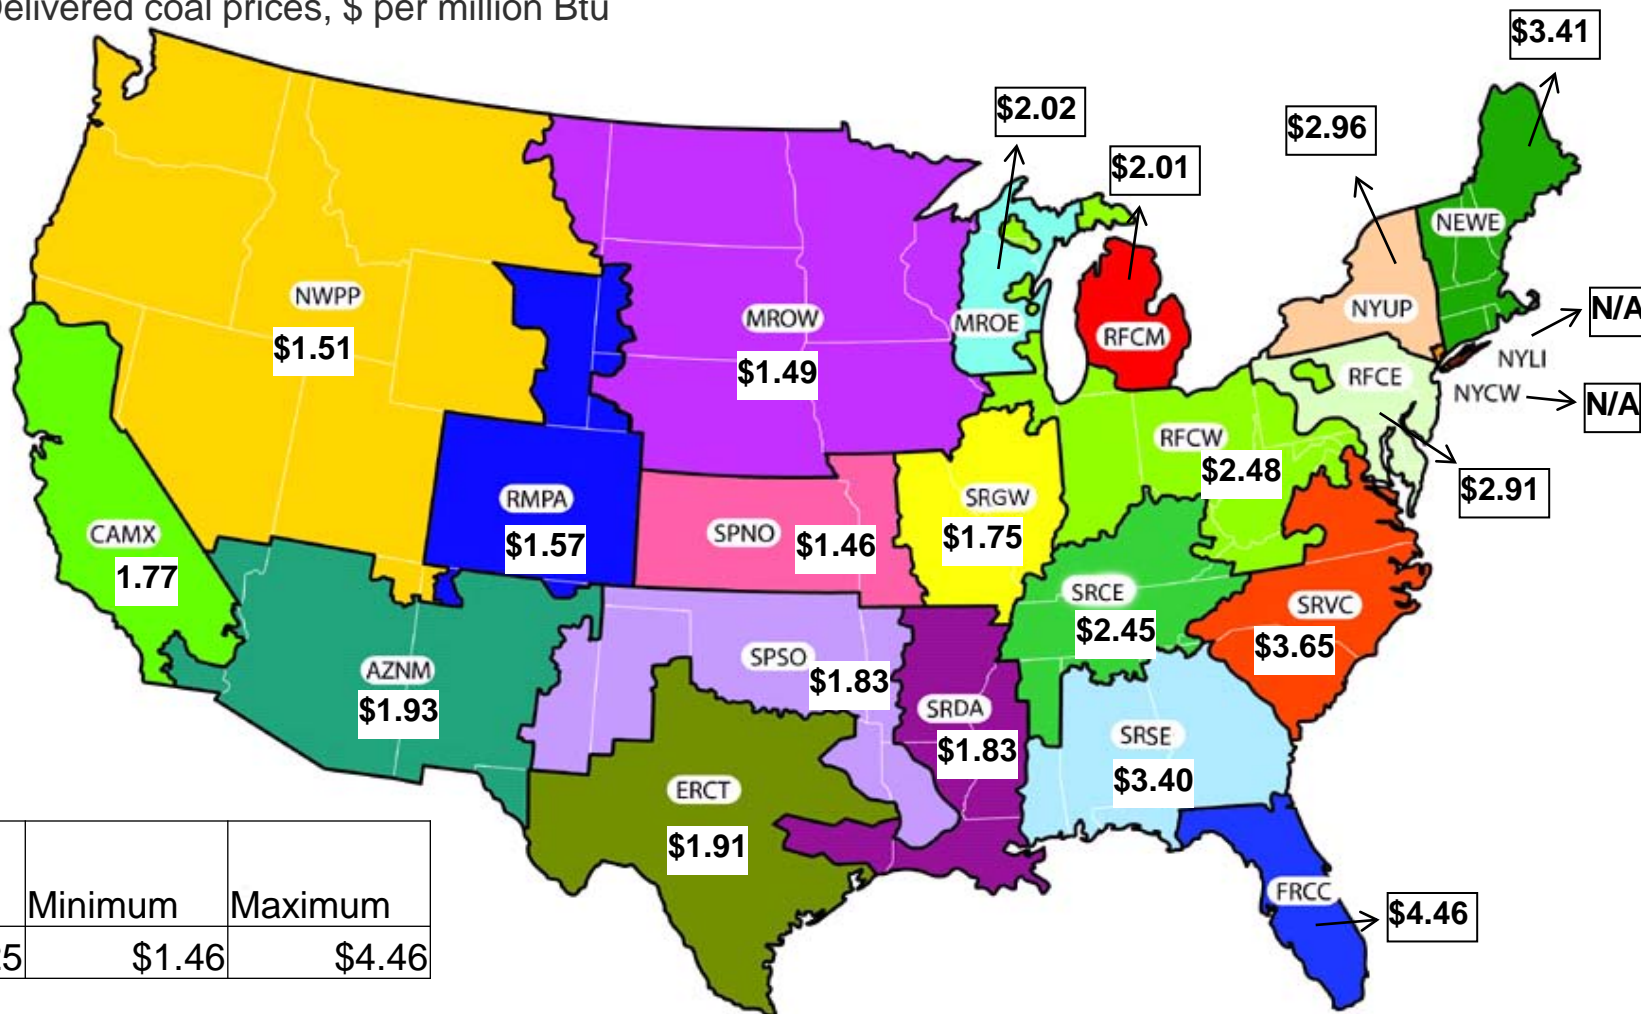 Delivered coal prices, $ per million Btu
$3.41
$2.02
$2.96
$2.01
NEWE
NWPP
$1.51
MROW
$1.49
MROE
RFCM
NYUP
N/A
NYLI
RFCE
NYCW
N/A
RFCW
$2.48
$2.91
RMPA
$1.57
SPNO
$1.46
SRGW
$1.75
CAMX
1.77
SRCE
$2.45
SRVC
$3.65
AZNM
$1.93
SPSO
$1.83
SRDA
$1.83
SRSE
$3.40
ERCT
$1.91
FRCC
$4.46
Minimum Maximum
5 $1.46 $4.46